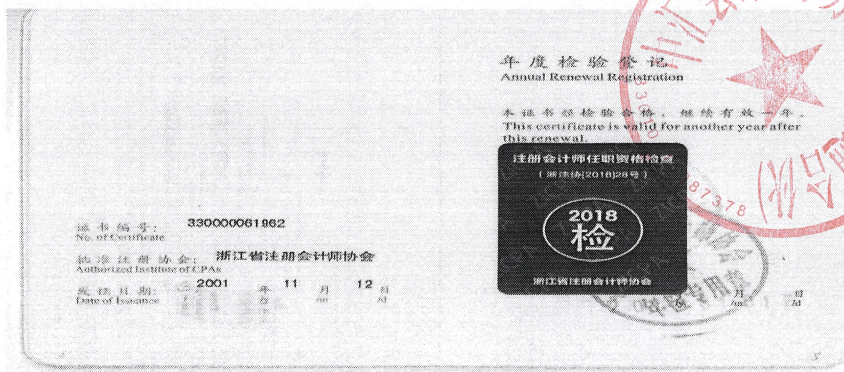 证书编号: 330000061962
No. of Certificate
批准注册协会: 浙江省注册会计师协会
Authorized Institute of CPAs
发证日期: 2001 年 11 月 12 日
Date of Issuance /y /m /d
年度检验登记
Annual Renewal Registration
本证书经检验合格,继续有效一年。
This certificate is valid for another year after
this renewal.
注册会计师任职资格检查
(浙注协[2018]28号)
2018
检
浙江省注册会计师协会
月 日
/m /d
5